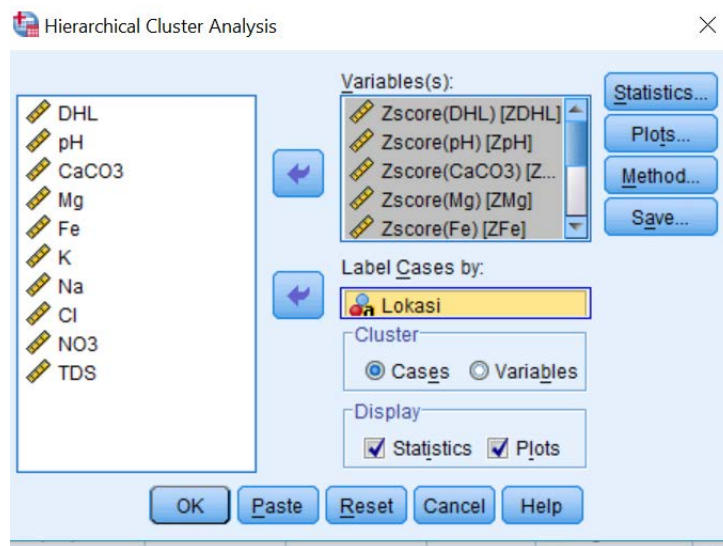 Hierarchical Cluster Analysis
DHL
pH
CaCO3
Mg
Fe
K
Na
Cl
NO3
TDS
Variables(s):
Zscore(DHL) [ZDHL]
Zscore(pH) [ZpH]
Zscore(CaCO3) [Z...
Zscore(Mg) [ZMg]
Zscore(Fe) [ZFe]
Label Cases by:
Lokasi
Cluster
Cases Variables
Display
Statistics Plots
Statistics...
Plots...
Method...
Save...
OK Paste Reset Cancel Help